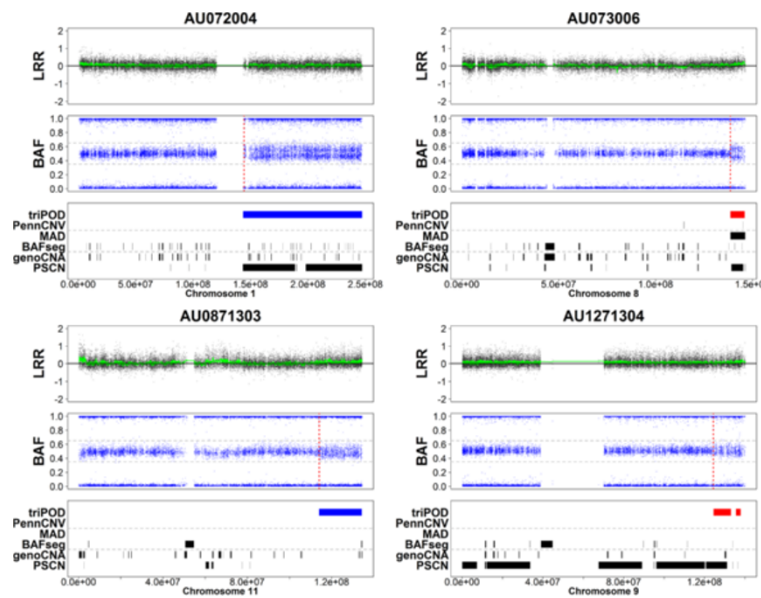 AU072004
LRR
2
1
0
-1
-2
BAF
1.0
0.8
0.6
0.4
0.2
0.0
triPOD
PennCNV
MAD
BAFseg
genoCNA
PSCN
0.0e+00 5.0e+07 1.0e+08 1.5e+08 2.0e+08 2.5e+08
Chromosome 1
AU073006
LRR
2
1
0
-1
-2
BAF
1.0
0.8
0.6
0.4
0.2
0.0
triPOD
PennCNV
MAD
BAFseg
genoCNA
PSCN
0.0e+00 5.0e+07 1.0e+08 1.5e+0
Chromosome 8
AU0871303
LRR
2
1
0
-1
-2
BAF
1.0
0.8
0.6
0.4
0.2
0.0
triPOD
PennCNV
MAD
BAFseg
genoCNA
PSCN
0.0e+00 4.0e+07 8.0e+07 1.2e+08
Chromosome 11
AU1271304
LRR
2
1
0
-1
-2
BAF
1.0
0.8
0.6
0.4
0.2
0.0
triPOD
PennCNV
MAD
BAFseg
genoCNA
PSCN
0.0e+00 4.0e+07 8.0e+07 1.2e+08
Chromosome 9